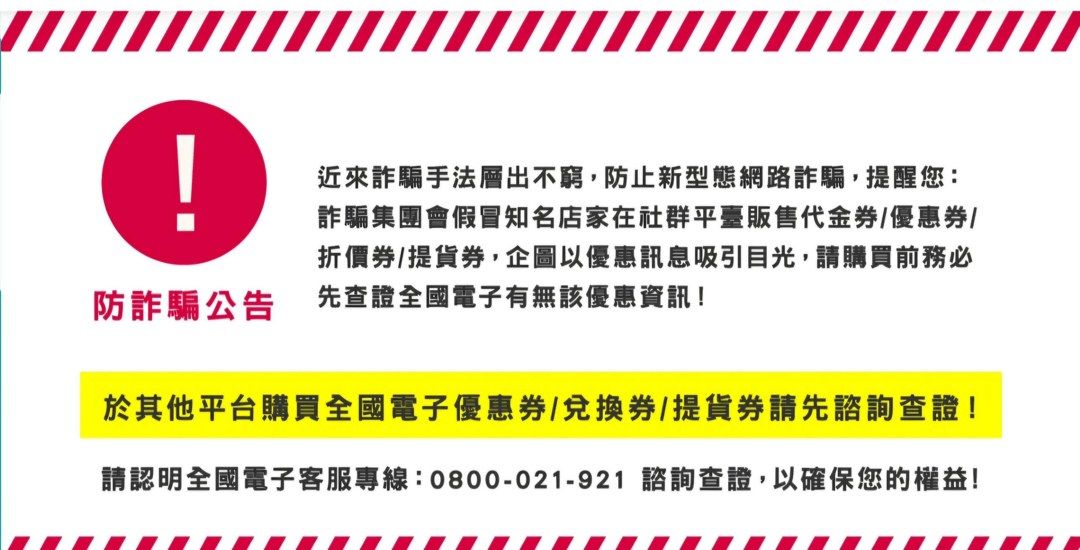 !
近來詐騙手法層出不窮，防止新型態網路詐騙，提醒您：
詐騙集團會假冒知名店家在社群平臺販售代金券/優惠券/
折價券/提貨券，企圖以優惠訊息吸引目光，請購買前務必
先查證全國電子有無該優惠資訊！
防詐騙公告
於其他平台購買全國電子優惠券/兌換券/提貨券請先諮詢查證！
請認明全國電子客服專線：0800-021-921 諮詢查證，以確保您的權益!